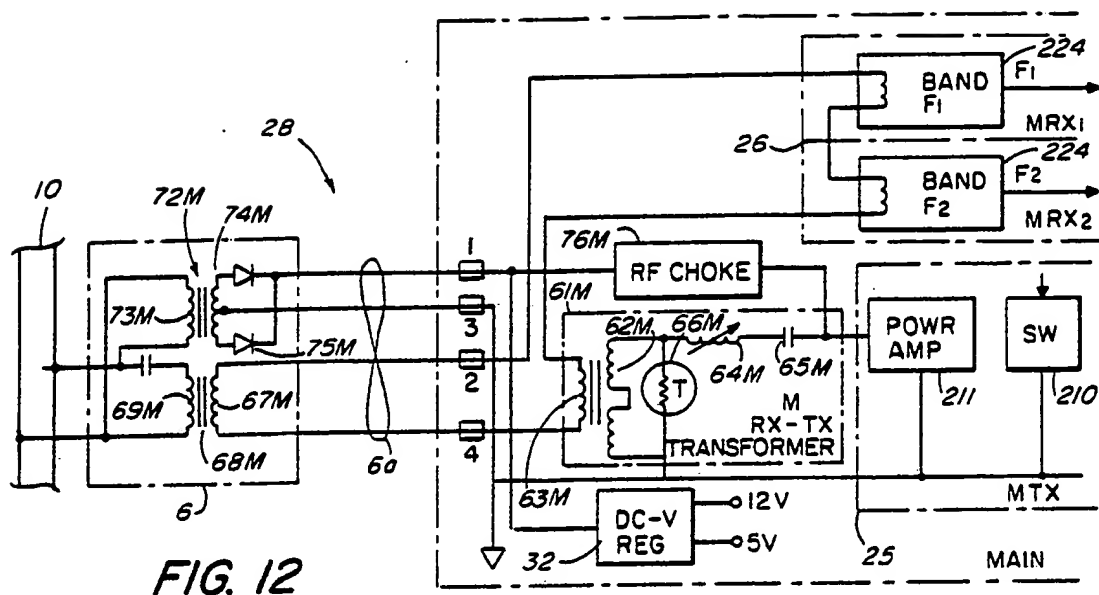 10
28
72M
74M
73M
75M
69M
67M
68M
6
6a
1
3
2
4
BAND
F1
224
F1
MRX1
26
BAND
F2
224
F2
MRX2
76M
RF CHOKE
61M
62M
66M
64M
65M
T
63M
M
RX-TX
TRANSFORMER
POWR
AMP
211
SW
210
MTX
DC-V
REG
32
12V
5V
25
MAIN
FIG. 12